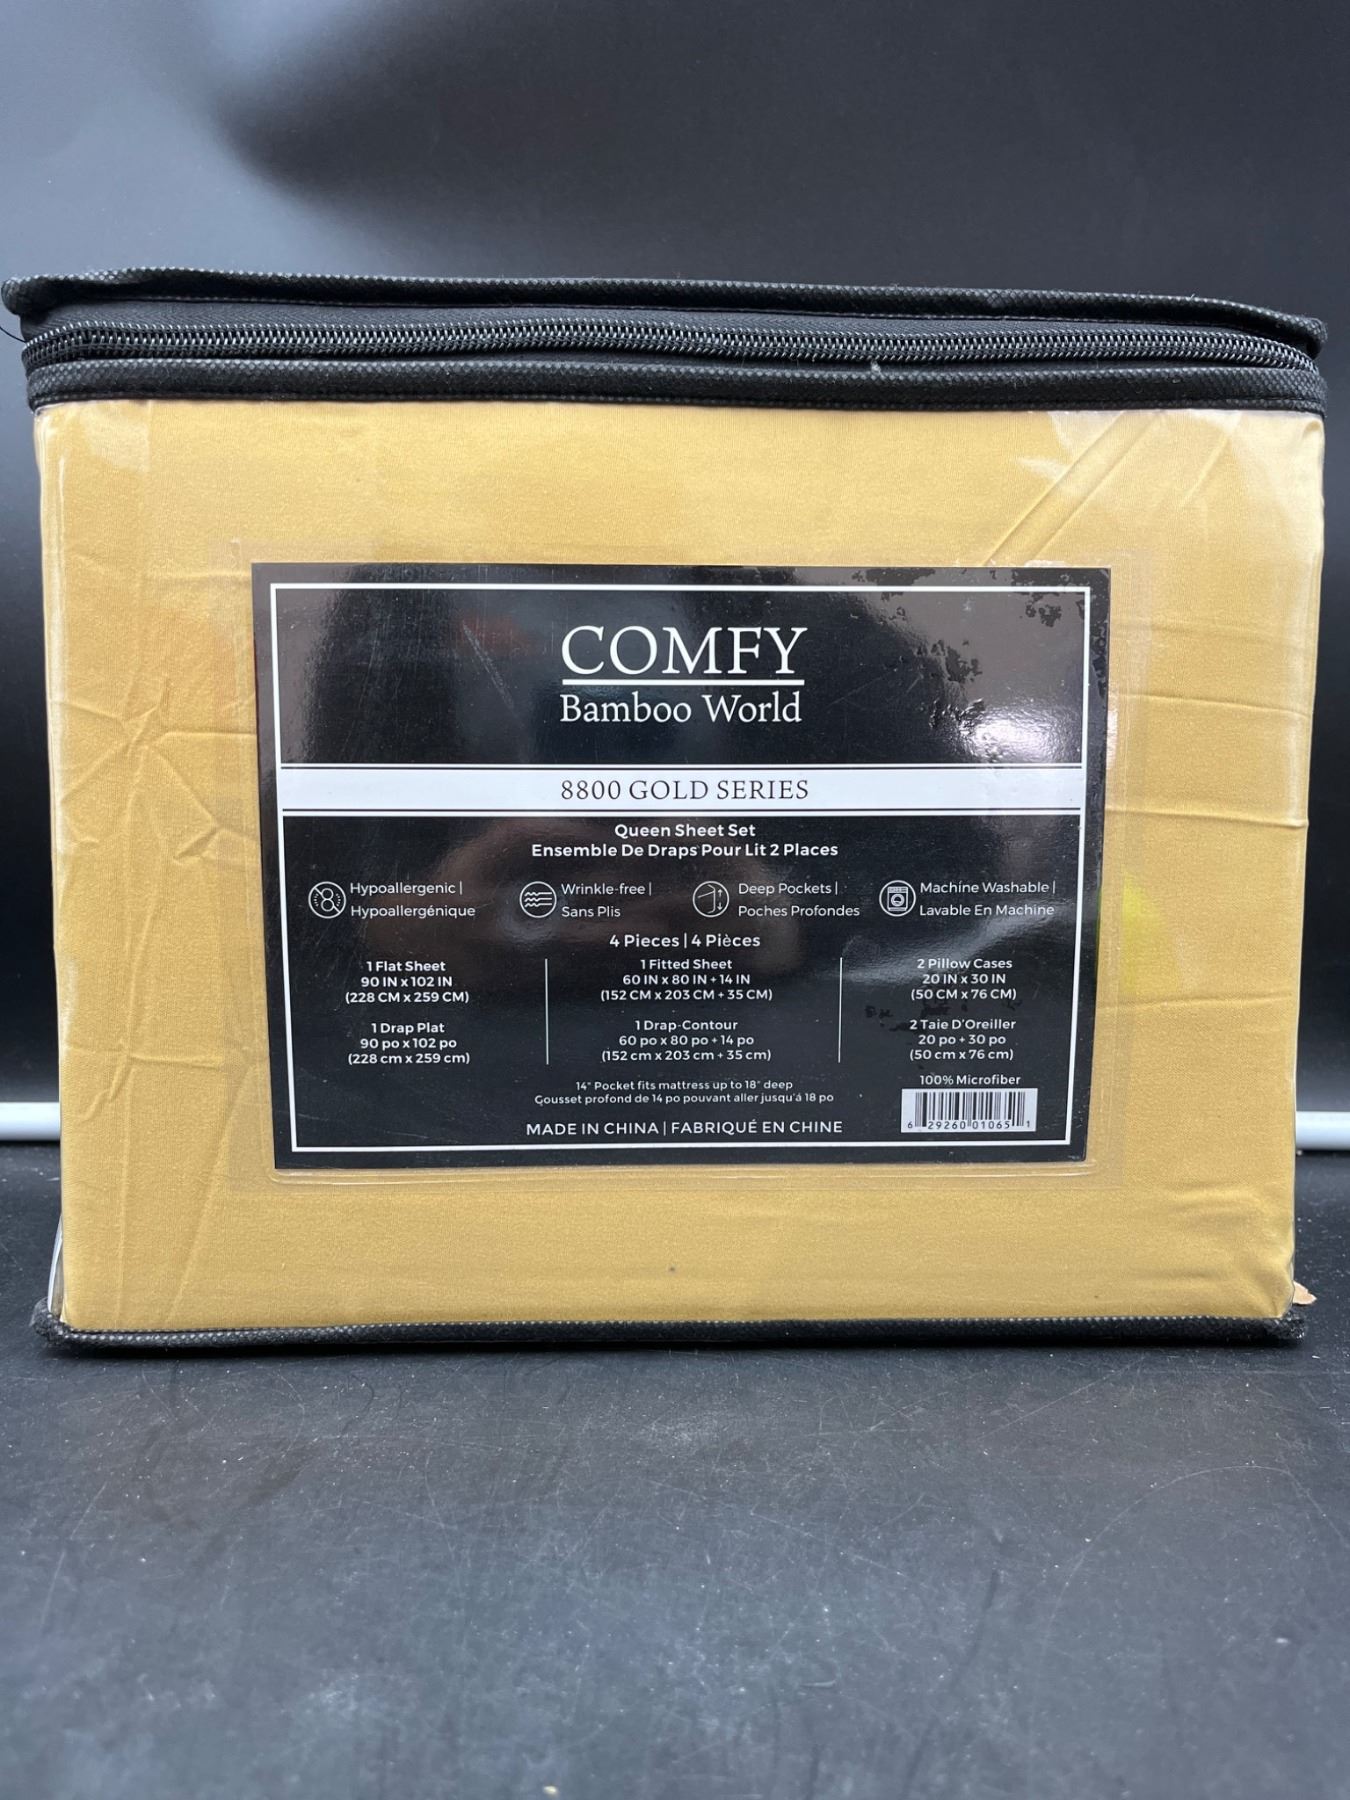 COMFY
Bamboo World
8800 GOLD SERIES
Queen Sheet Set
Ensemble De Draps Pour Lit 2 Places
Hypoallergenic |
Hypoallergénique
Wrinkle-free |
Sans Plis
Deep Pockets |
Poches Profondes
Machine Washable |
Lavable En Machine
4 Pieces | 4 Pièces
1 Flat Sheet
90 IN x 102 IN
(228 CM x 259 CM)
1 Drap Plat
90 po x 102 po
(228 cm x 259 cm)
1 Fitted Sheet
60 IN x 80 IN + 14 IN
(152 CM x 203 CM + 35 CM)
1 Drap-Contour
60 po x 80 po + 14 po
(152 cm x 203 cm + 35 cm)
2 Pillow Cases
20 IN x 30 IN
(50 CM x 76 CM)
2 Taie D'Oreiller
20 po + 30 po
(50 cm x 76 cm)
14" Pocket fits mattress up to 18" deep
Gousset profond de 14 po pouvant aller jusqu'á 18 po
100% Microfiber
6 29260 01065 1
MADE IN CHINA | FABRIQUÉ EN CHINE